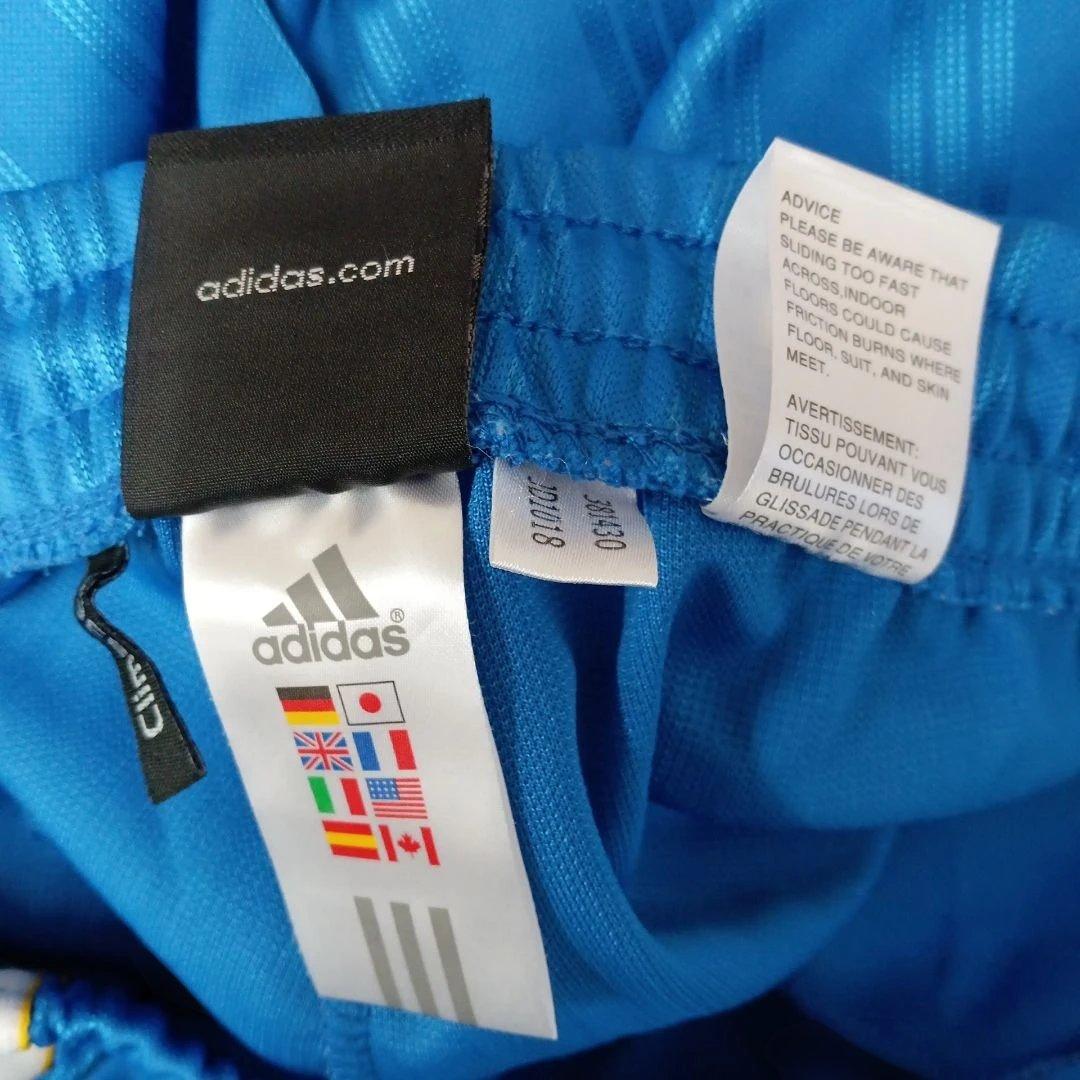 adidas.com
ADVICE
PLEASE BE AWARE THAT
SLIDING TOO FAST
ACROSS,INDOOR
FLOORS COULD CAUSE
FRICTION BURNS WHERE
FLOOR, SUIT, AND SKIN
MEET.
AVERTISSEMENT:
TISSU POUVANT VOUS
OCCASIONNER DES
BRULURES LORS DE
GLISSADE PENDANT LA
PRACTIQUE DE VOTRE
381430
JD1018
adidas®